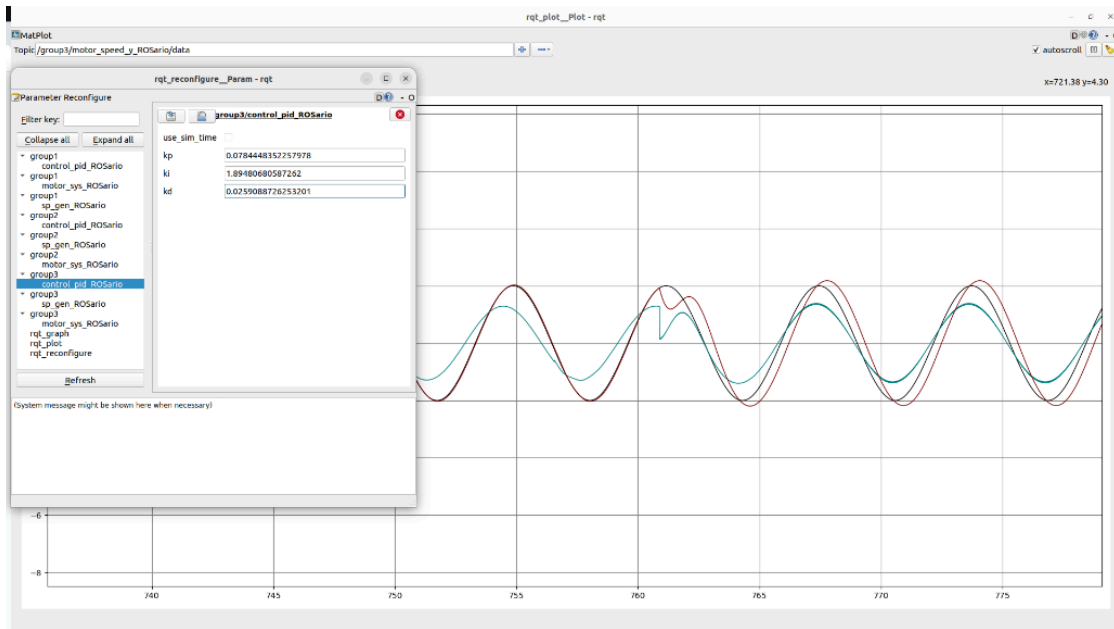 rqt_plot__Plot - rqt
MatPlot
Topic /group3/motor_speed_y_ROSario/data
autoscroll
x=721.38 y=4.30
rqt_reconfigure__Param - rqt
Parameter Reconfigure
Filter key:
Collapse all Expand all
group1
control_pid_ROSario
group1
motor_sys_ROSario
group1
sp_gen_ROSario
group2
control_pid_ROSario
group2
sp_gen_ROSario
group2
motor_sys_ROSario
group3
control_pid_ROSario
group3
sp_gen_ROSario
group3
motor_sys_ROSario
rqt_graph
rqt_plot
rqt_reconfigure
Refresh
group3/control_pid_ROSario
use_sim_time
kp 0.0784448352257978
ki 1.89480680587262
kd 0.0259088726253201
(System message might be shown here when necessary)
−6
−8
740 745 750 755 760 765 770 775